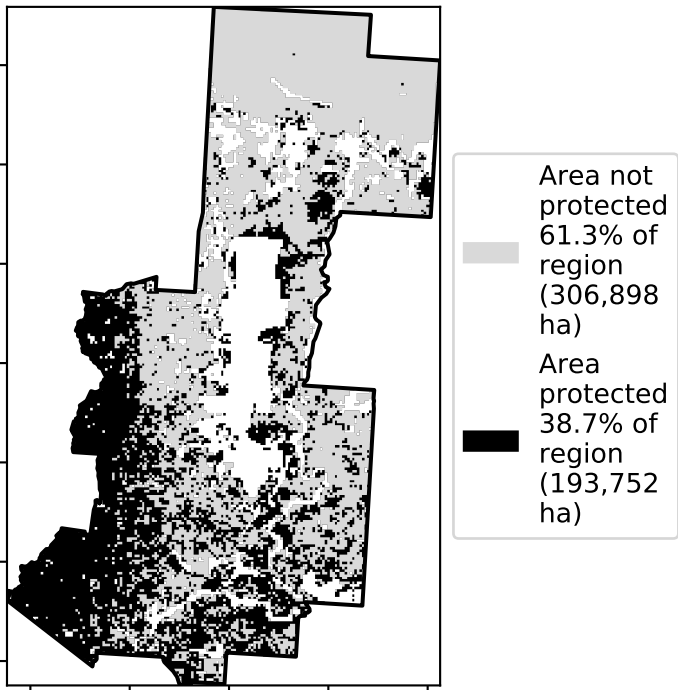 Area not
protected
61.3% of
region
(306,898
ha)
Area
protected
38.7% of
region
(193,752
ha)